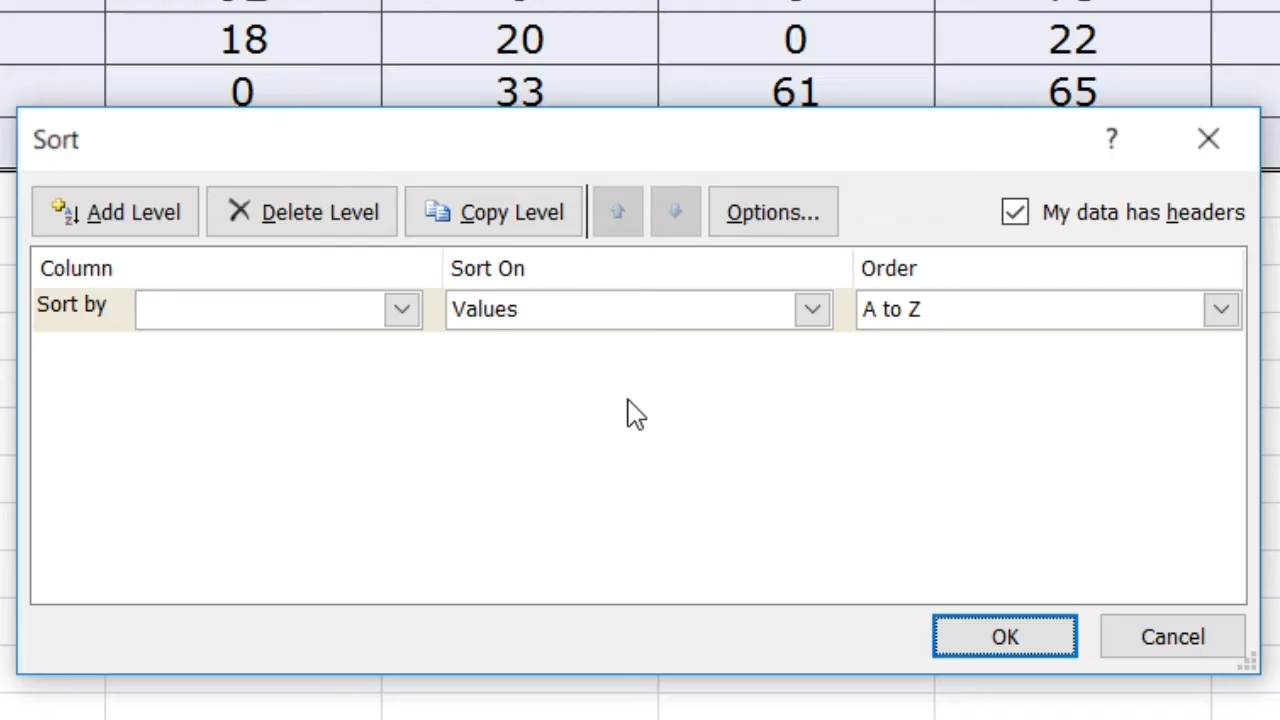 18 20 0 22
0 33 61 65
Sort ?
Add Level Delete Level Copy Level Options... My data has headers
Column Sort On Order
Sort by Values A to Z
OK Cancel